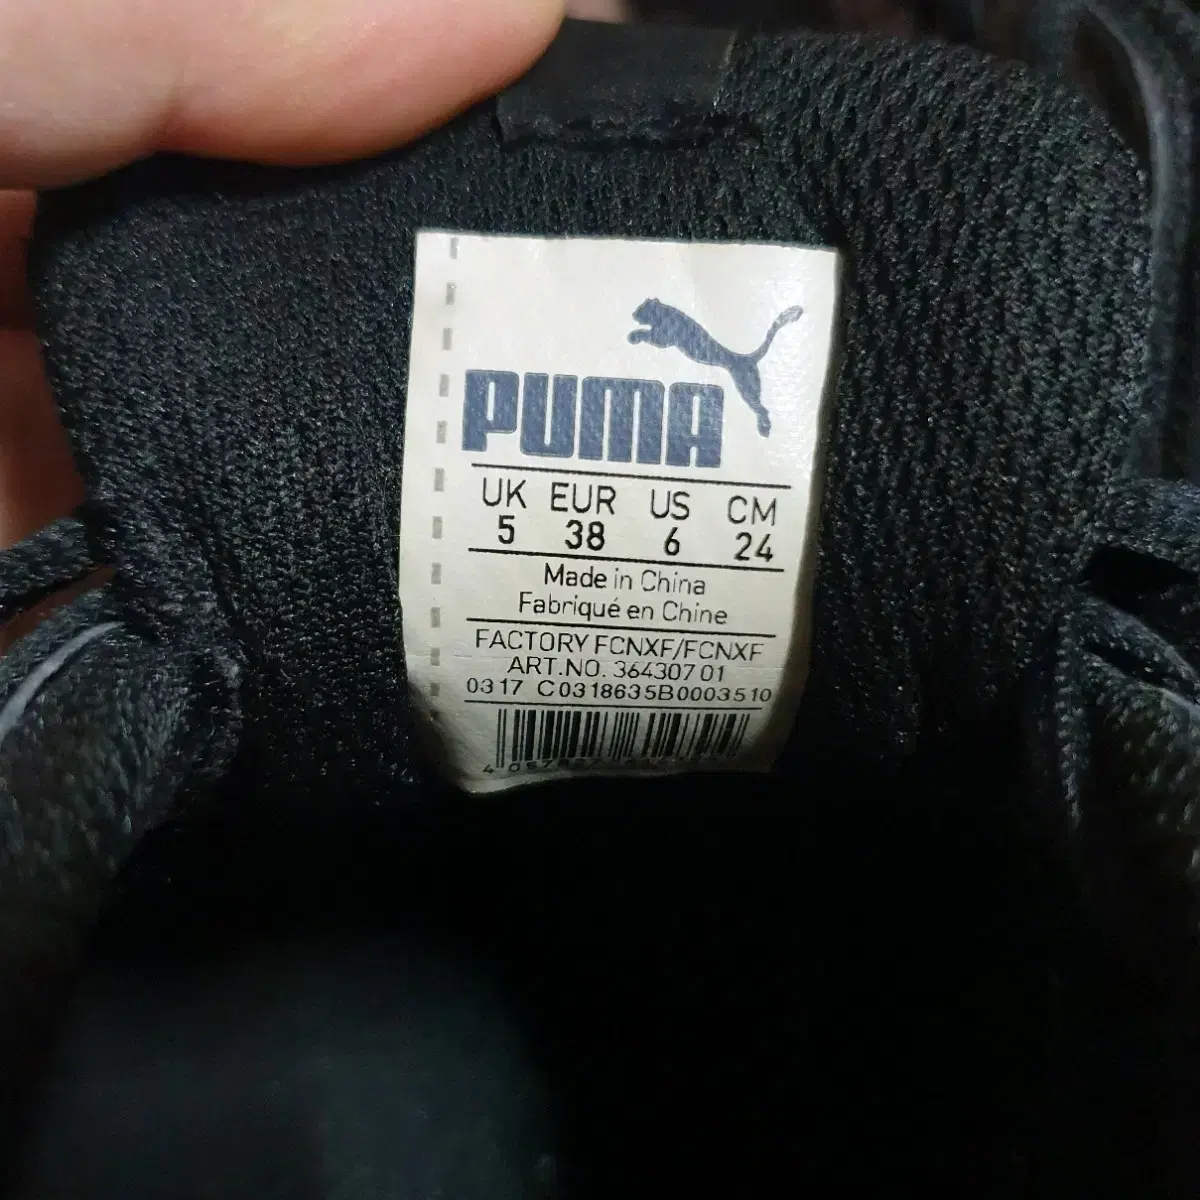 PUMA
UK EUR US CM
5 38 6 24
Made in China
Fabriqué en Chine
FACTORY FCNXF/FCNXF
ART.NO. 364307 01
0317 C0318635B0003510